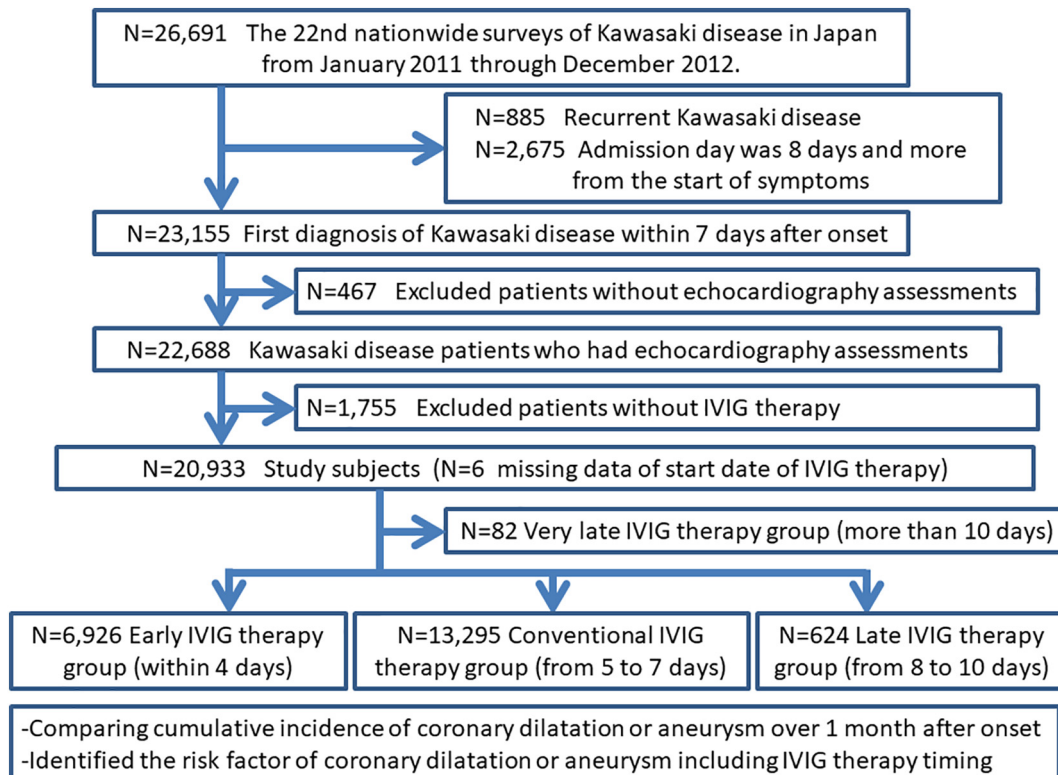 N=26,691 The 22nd nationwide surveys of Kawasaki disease in Japan
from January 2011 through December 2012.
N=885 Recurrent Kawasaki disease
N=2,675 Admission day was 8 days and more
from the start of symptoms
N=23,155 First diagnosis of Kawasaki disease within 7 days after onset
N=467 Excluded patients without echocardiography assessments
N=22,688 Kawasaki disease patients who had echocardiography assessments
N=1,755 Excluded patients without IVIG therapy
N=20,933 Study subjects (N=6 missing data of start date of IVIG therapy)
N=82 Very late IVIG therapy group (more than 10 days)
N=6,926 Early IVIG therapy
group (within 4 days)
N=13,295 Conventional IVIG
therapy group (from 5 to 7 days)
N=624 Late IVIG therapy
group (from 8 to 10 days)
-Comparing cumulative incidence of coronary dilatation or aneurysm over 1 month after onset
-Identified the risk factor of coronary dilatation or aneurysm including IVIG therapy timing